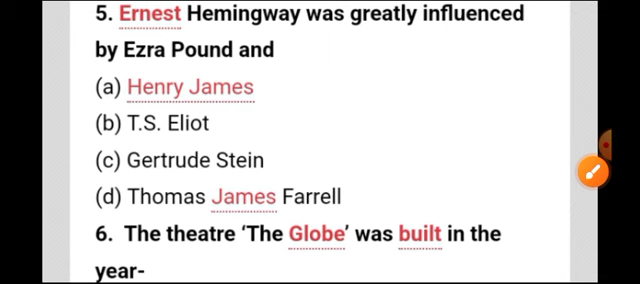 5. Ernest Hemingway was greatly influenced
by Ezra Pound and
(a) Henry James
(b) T.S. Eliot
(c) Gertrude Stein
(d) Thomas James Farrell
6. The theatre ‘The Globe’ was built in the
year-